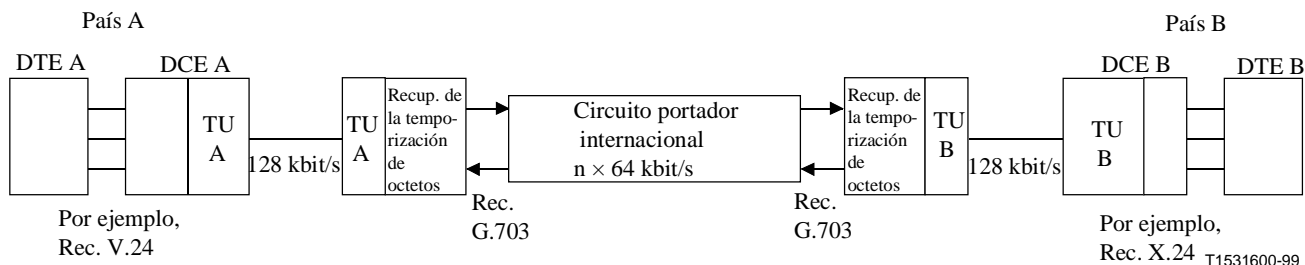 País A
País B
DTE A
DCE A
DCE B
DTE B
TU
A
128 kbit/s
TU
A
Recup. de
la tempo-
rización
de
octetos
Circuito portador
internacional
n × 64 kbit/s
Recup. de
la tempo-
rización
de
octetos
TU
B
128 kbit/s
TU
B
Rec.
G.703
Rec.
G.703
Por ejemplo,
Rec. V.24
Por ejemplo,
Rec. X.24
T1531600-99